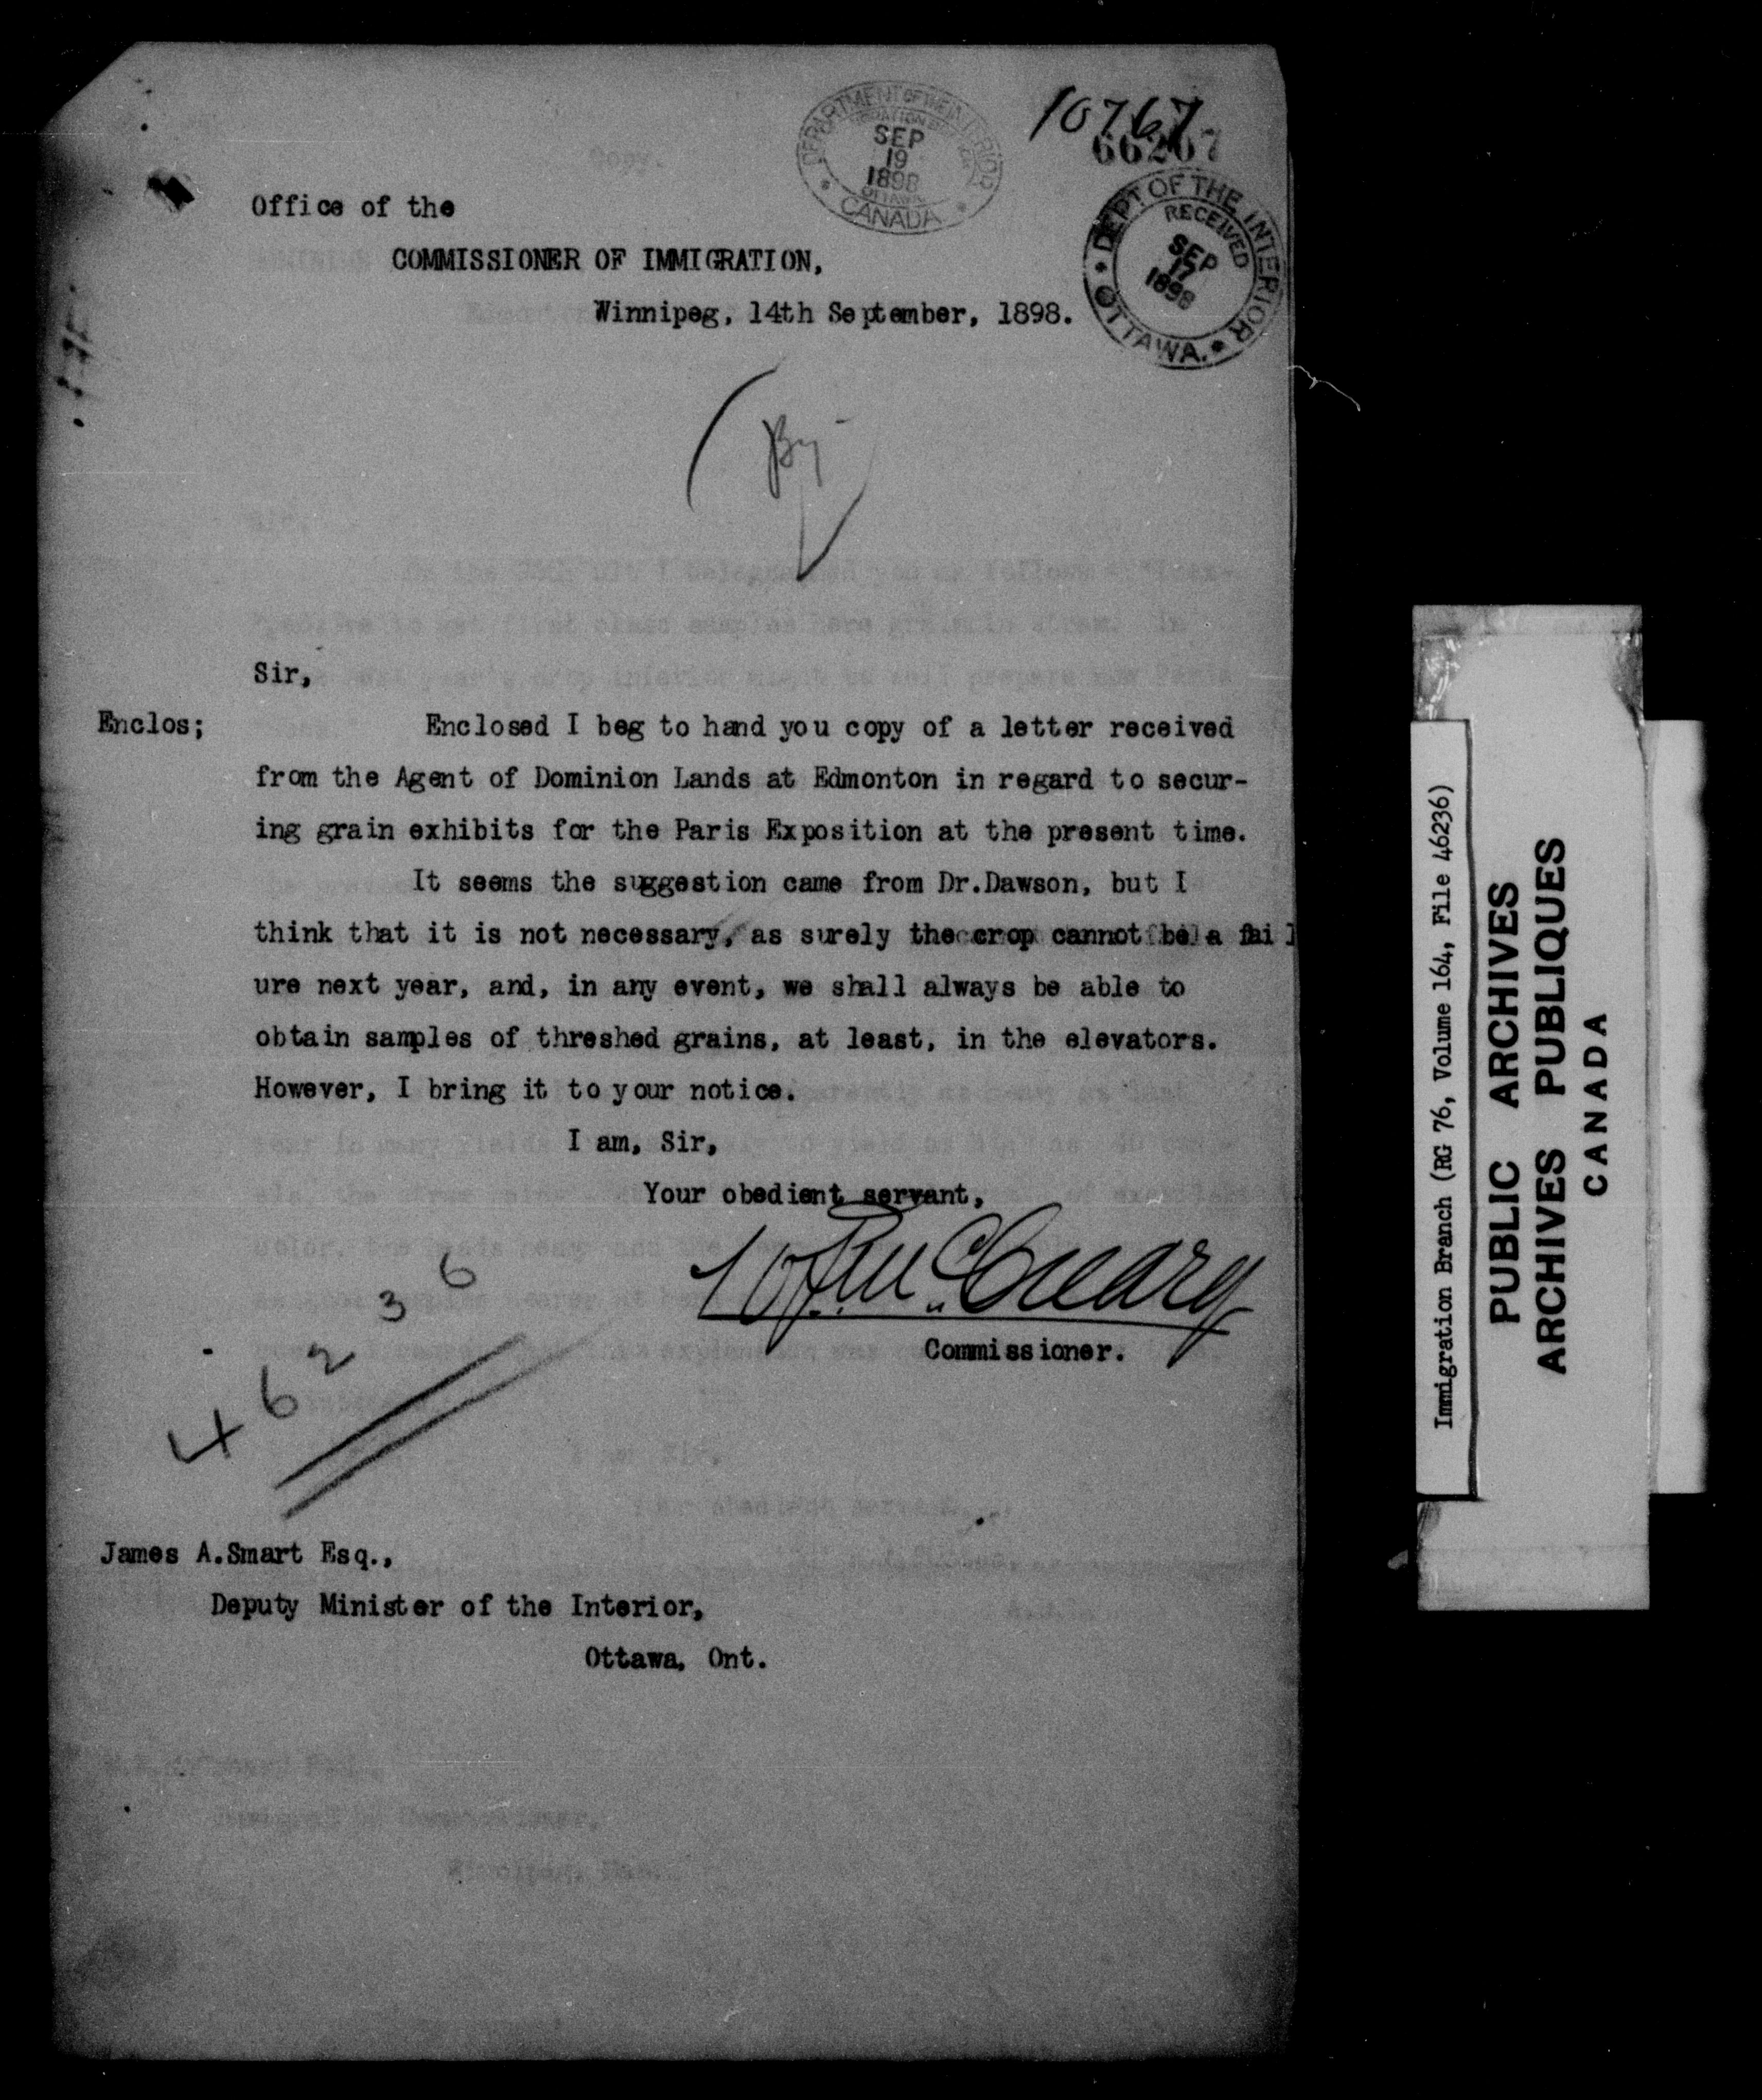 10767
66267
DEPARTMENT OF THE INTERIOR
SEP
19
1898
OTTAWA
CANADA
DEPT OF THE INTERIOR
RECEIVED
SEP
17
1898
OTTAWA.
Copy.
Office of the
COMMISSIONER OF IMMIGRATION,
Winnipeg, 14th September, 1898.
Sir,
Enclos; Enclosed I beg to hand you copy of a letter received
from the Agent of Dominion Lands at Edmonton in regard to secur-
ing grain exhibits for the Paris Exposition at the present time.
It seems the suggestion came from Dr.Dawson, but I
think that it is not necessary, as surely the crop cannot be a fail
ure next year, and, in any event, we shall always be able to
obtain samples of threshed grains, at least, in the elevators.
However, I bring it to your notice.
I am, Sir,
Your obedient servant,
W F McCreary
Commissioner.
46236
James A.Smart Esq.,
Deputy Minister of the Interior,
Ottawa, Ont.
Immigration Branch (RG 76, Volume 164, File 46236)
PUBLIC ARCHIVES
ARCHIVES PUBLIQUES
CANADA